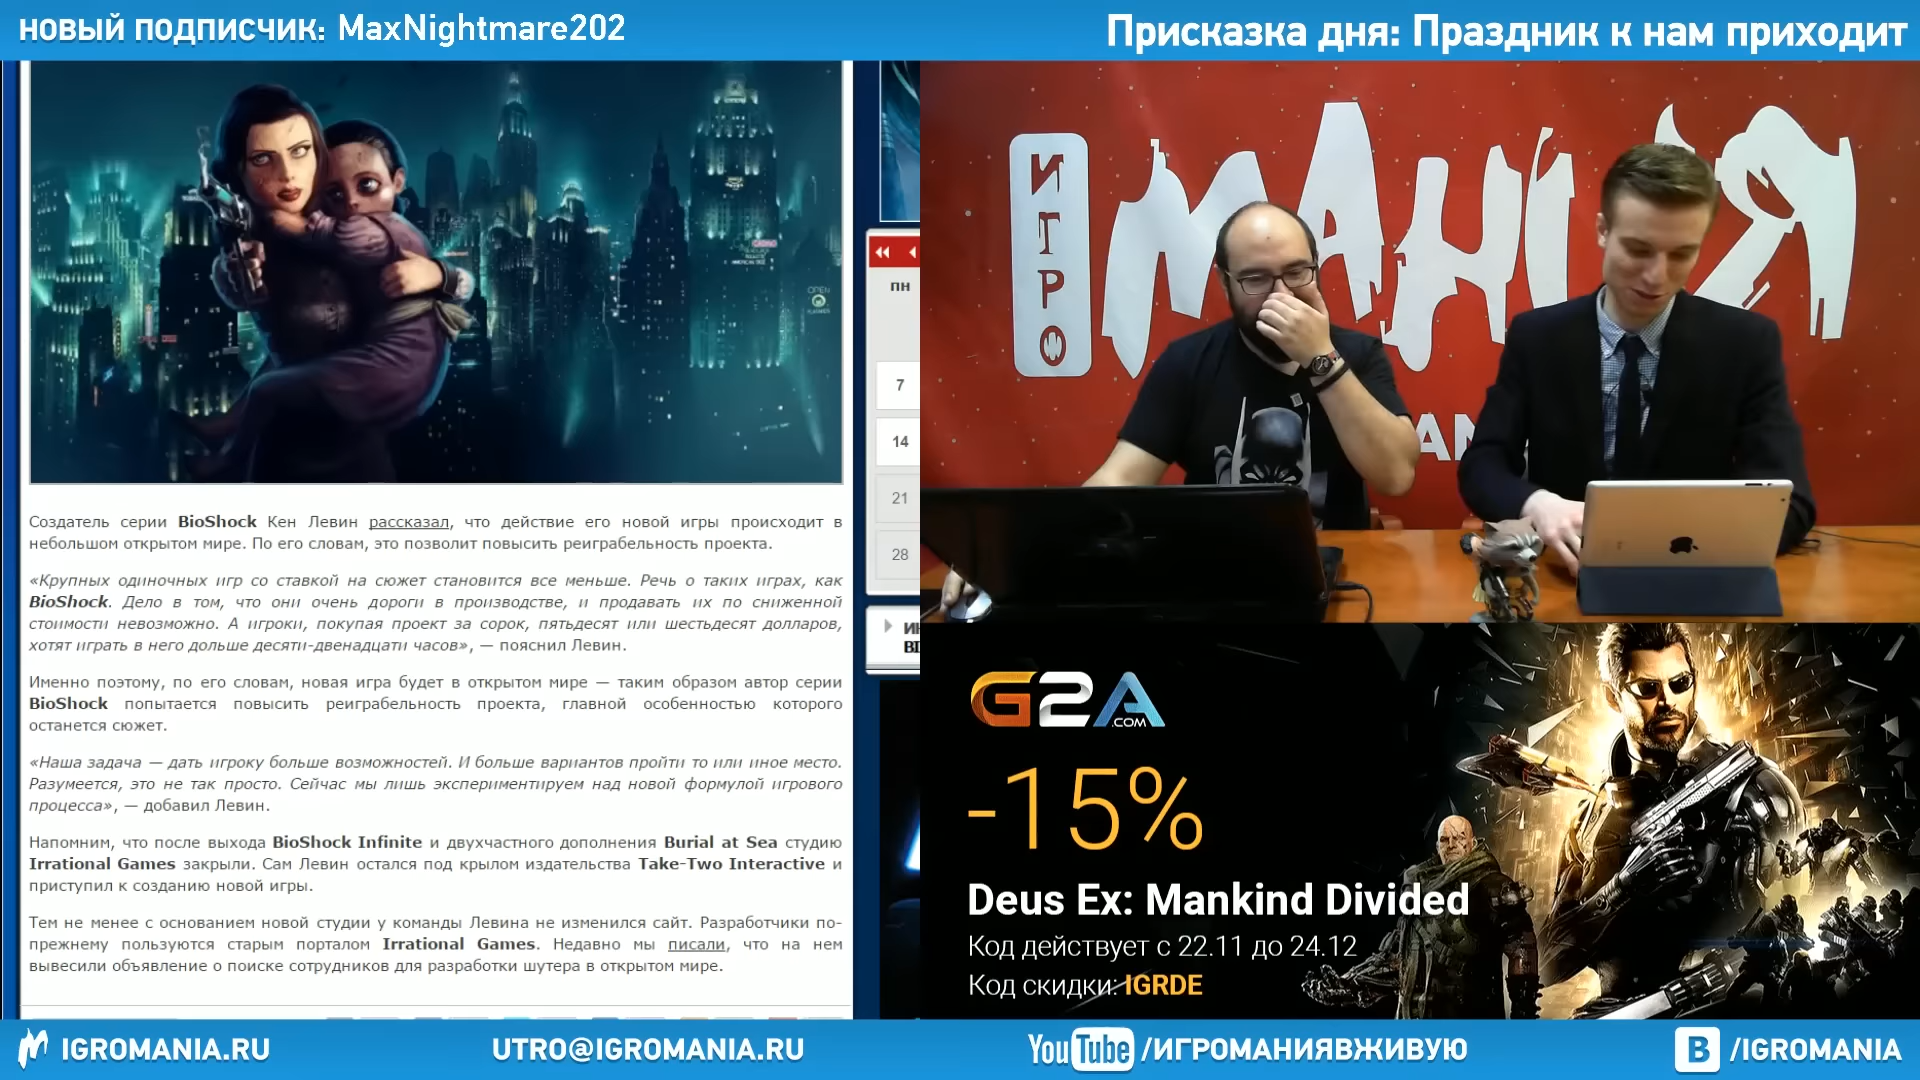 новый подписчик: MaxNightmare202
Присказка дня: Праздник к нам приходит
OPEN
Создатель серии BioShock Кен Левин рассказал, что действие его новой игры происходит в
небольшом открытом мире. По его словам, это позволит повысить реиграбельность проекта.
«Крупных одиночных игр со ставкой на сюжет становится все меньше. Речь о таких играх, как
BioShock. Дело в том, что они очень дороги в производстве, и продавать их по сниженной
стоимости невозможно. А игроки, покупая проект за сорок, пятьдесят или шестьдесят долларов,
хотят играть в него дольше десяти-двенадцати часов», — пояснил Левин.
Именно поэтому, по его словам, новая игра будет в открытом мире — таким образом автор серии
BioShock попытается повысить реиграбельность проекта, главной особенностью которого
останется сюжет.
«Наша задача — дать игроку больше возможностей. И больше вариантов пройти то или иное место.
Разумеется, это не так просто. Сейчас мы лишь экспериментируем над новой формулой игрового
процесса», — добавил Левин.
Напомним, что после выхода BioShock Infinite и двухчастного дополнения Burial at Sea студию
Irrational Games закрыли. Сам Левин остался под крылом издательства Take-Two Interactive и
приступил к созданию новой игры.
Тем не менее с основанием новой студии у команды Левина не изменился сайт. Разработчики по-
прежнему пользуются старым порталом Irrational Games. Недавно мы писали, что на нем
вывесили объявление о поиске сотрудников для разработки шутера в открытом мире.
пн
7
14
21
28
ИГРО
МАНИЯ
G2A
.COM
-15%
Deus Ex: Mankind Divided
Код действует с 22.11 до 24.12
Код скидки: IGRDE
IGROMANIA.RU
UTRO@IGROMANIA.RU
YouTube /ИГРОМАНИЯВЖИВУЮ
B /IGROMANIA